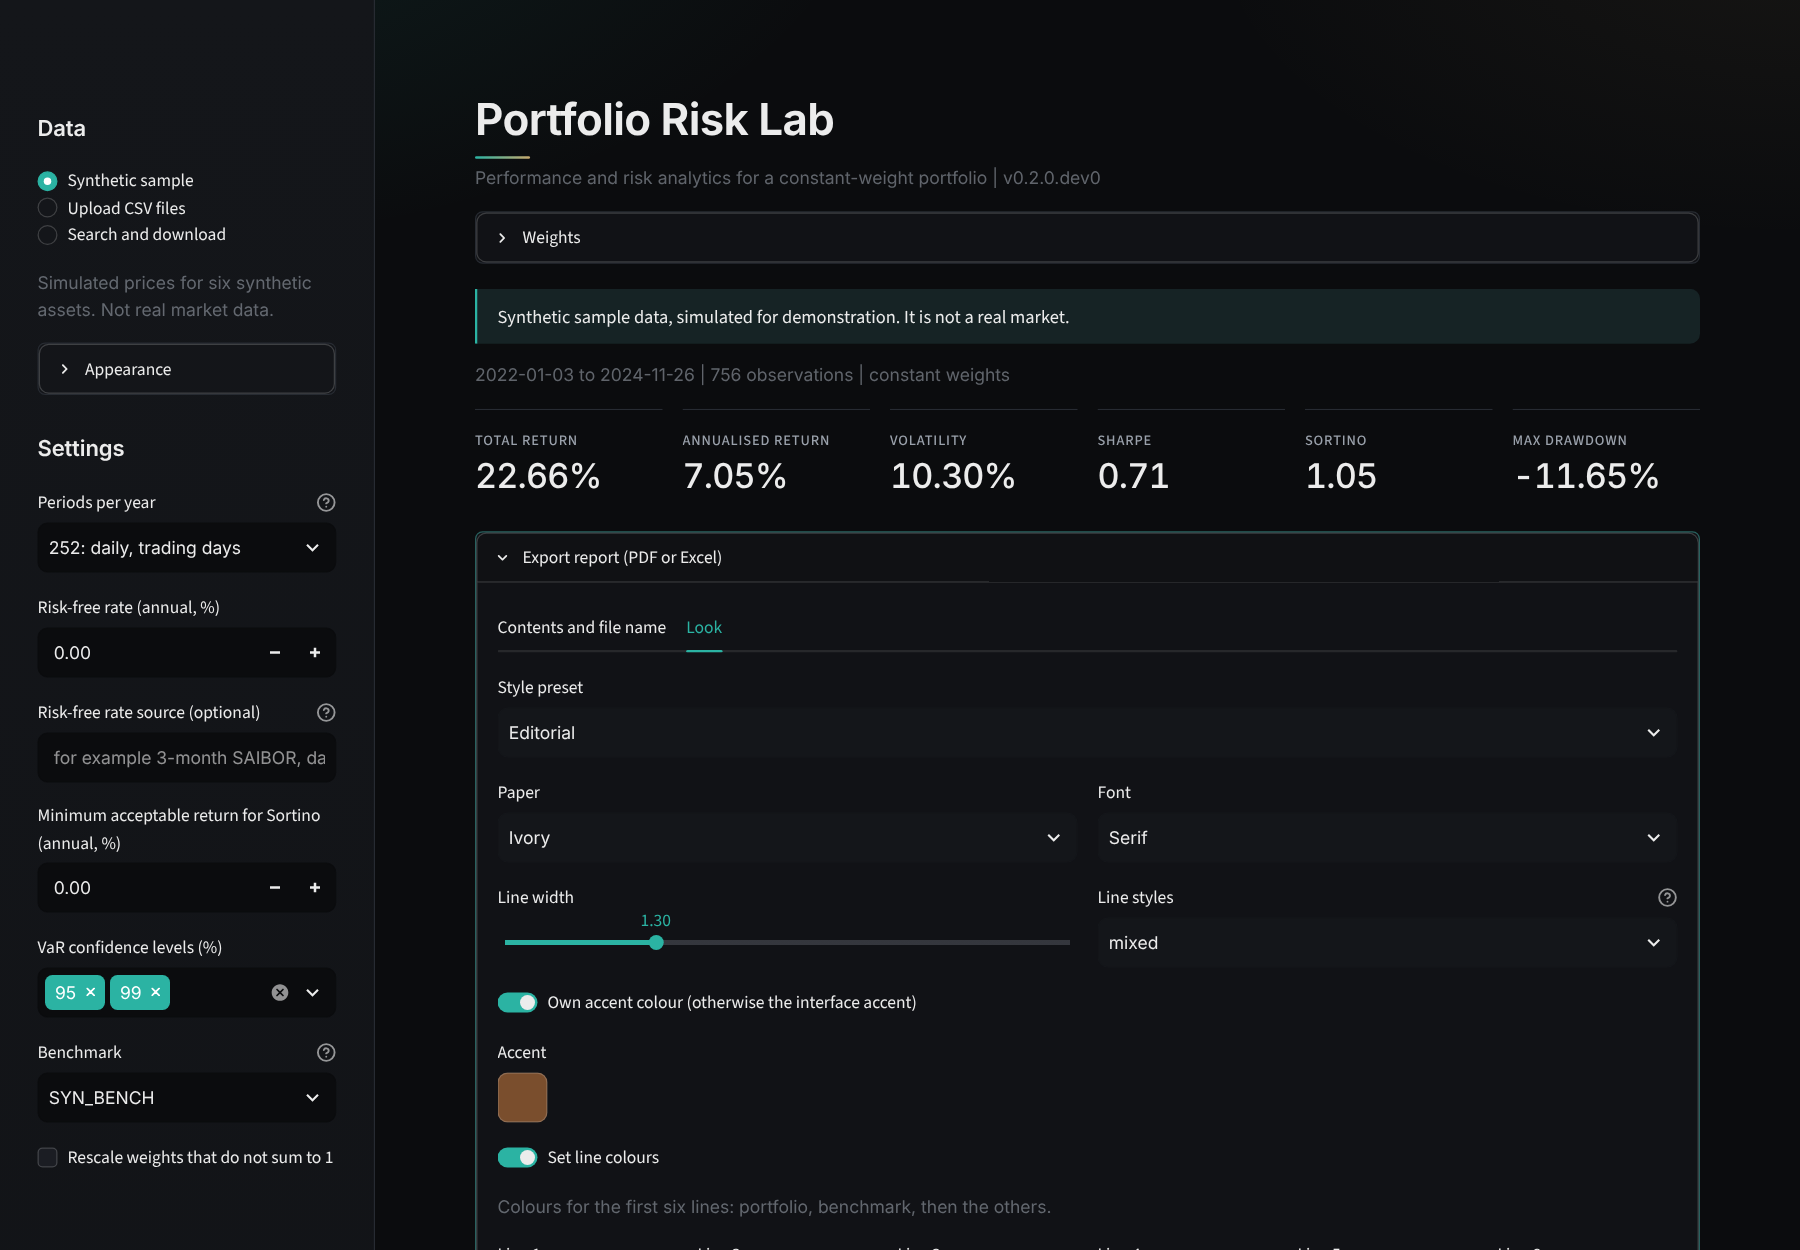 Data
Synthetic sample
Upload CSV files
Search and download
Simulated prices for six synthetic
assets. Not real market data.
Appearance
Settings
Periods per year
252: daily, trading days
Risk-free rate (annual, %)
0.00
Risk-free rate source (optional)
for example 3-month SAIBOR, da
Minimum acceptable return for Sortino
(annual, %)
0.00
VaR confidence levels (%)
95 99
Benchmark
SYN_BENCH
Rescale weights that do not sum to 1
Portfolio Risk Lab
Performance and risk analytics for a constant-weight portfolio | v0.2.0.dev0
Weights
Synthetic sample data, simulated for demonstration. It is not a real market.
2022-01-03 to 2024-11-26 | 756 observations | constant weights
TOTAL RETURN
22.66%
ANNUALISED RETURN
7.05%
VOLATILITY
10.30%
SHARPE
0.71
SORTINO
1.05
MAX DRAWDOWN
-11.65%
Export report (PDF or Excel)
Contents and file name Look
Style preset
Editorial
Paper
Ivory
Font
Serif
Line width
1.30
Line styles
mixed
Own accent colour (otherwise the interface accent)
Accent
Set line colours
Colours for the first six lines: portfolio, benchmark, then the others.